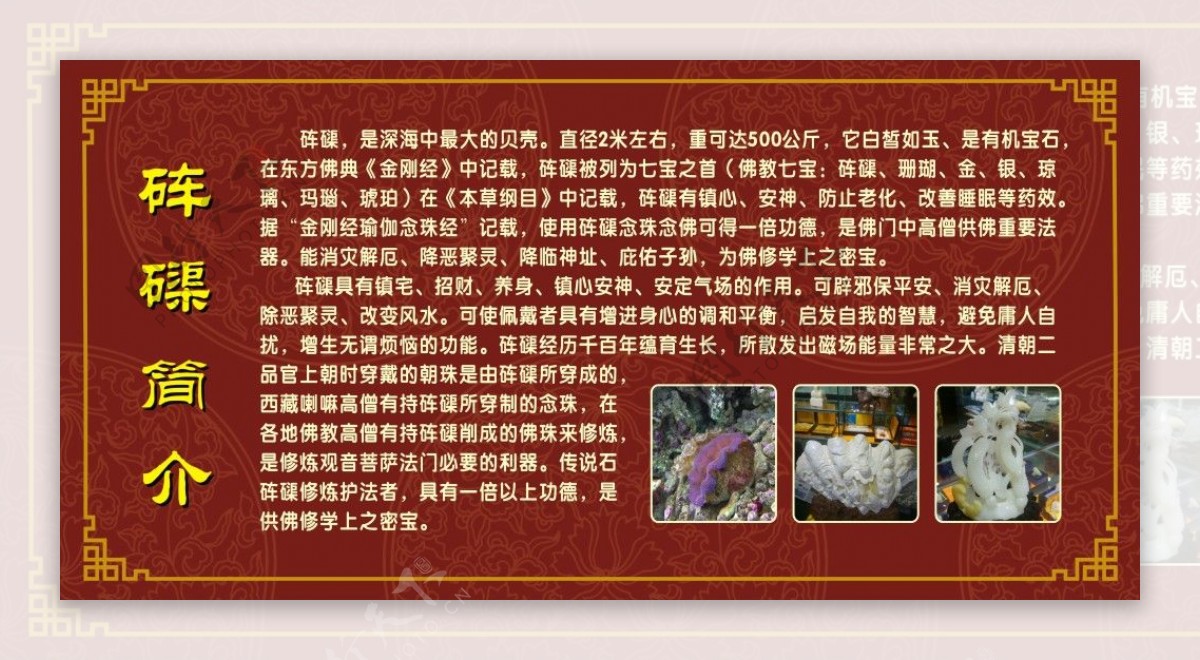 砗磲简介
砗磲，是深海中最大的贝壳。直径2米左右，重可达500公斤，它白皙如玉、是有机宝石，
在东方佛典《金刚经》中记载，砗磲被列为七宝之首（佛教七宝：砗磲、珊瑚、金、银、琼
璃、玛瑙、琥珀）在《本草纲目》中记载，砗磲有镇心、安神、防止老化、改善睡眠等药效。
据“金刚经瑜伽念珠经”记载，使用砗磲念珠念佛可得一倍功德，是佛门中高僧供佛重要法
器。能消灾解厄、降恶聚灵、降临神址、庇佑子孙，为佛修学上之密宝。
砗磲具有镇宅、招财、养身、镇心安神、安定气场的作用。可辟邪保平安、消灾解厄、
除恶聚灵、改变风水。可使佩戴者具有增进身心的调和平衡，启发自我的智慧，避免庸人自
扰，增生无谓烦恼的功能。砗磲经历千百年蕴育生长，所散发出磁场能量非常之大。清朝二
品官上朝时穿戴的朝珠是由砗磲所穿成的，
西藏喇嘛高僧有持砗磲所穿制的念珠，在
各地佛教高僧有持砗磲削成的佛珠来修炼，
是修炼观音菩萨法门必要的利器。传说石
砗磲修炼护法者，具有一倍以上功德，是
供佛修学上之密宝。